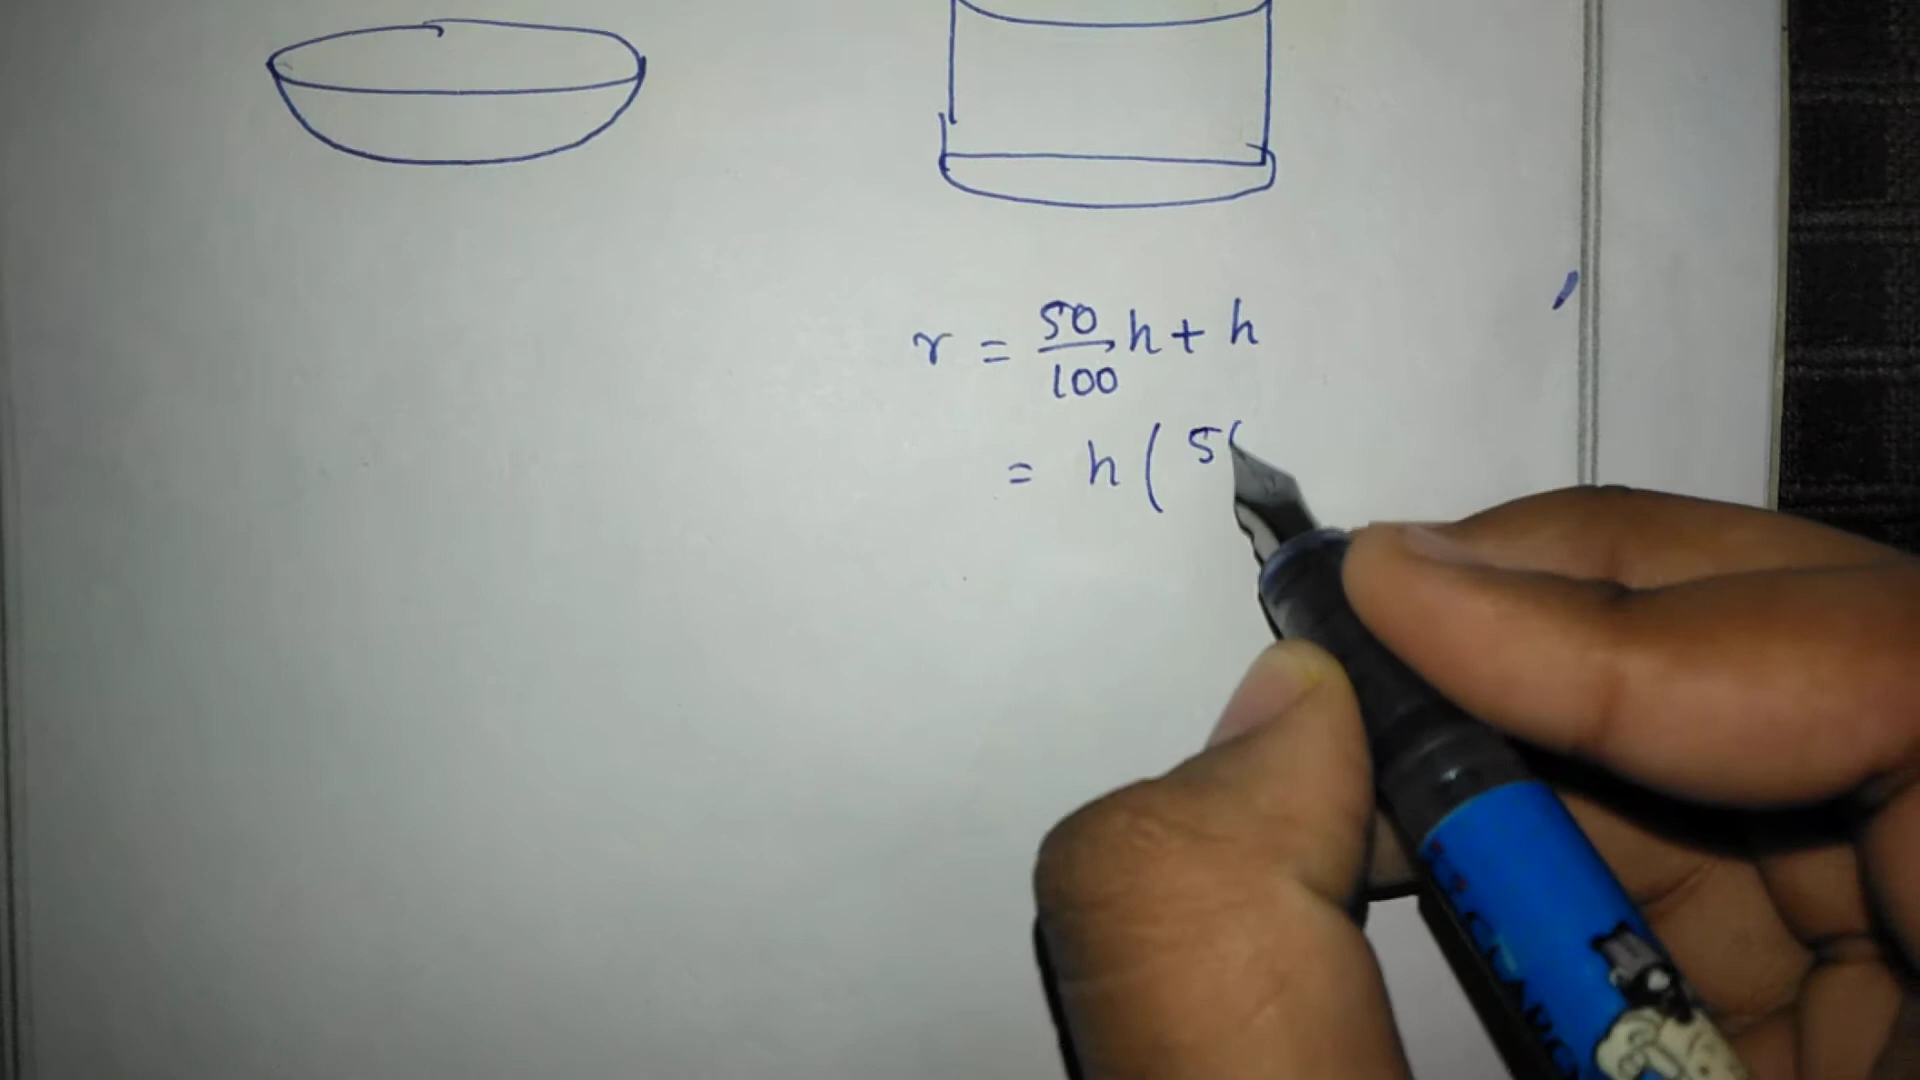 r = 50/100 h + h
= h ( 5